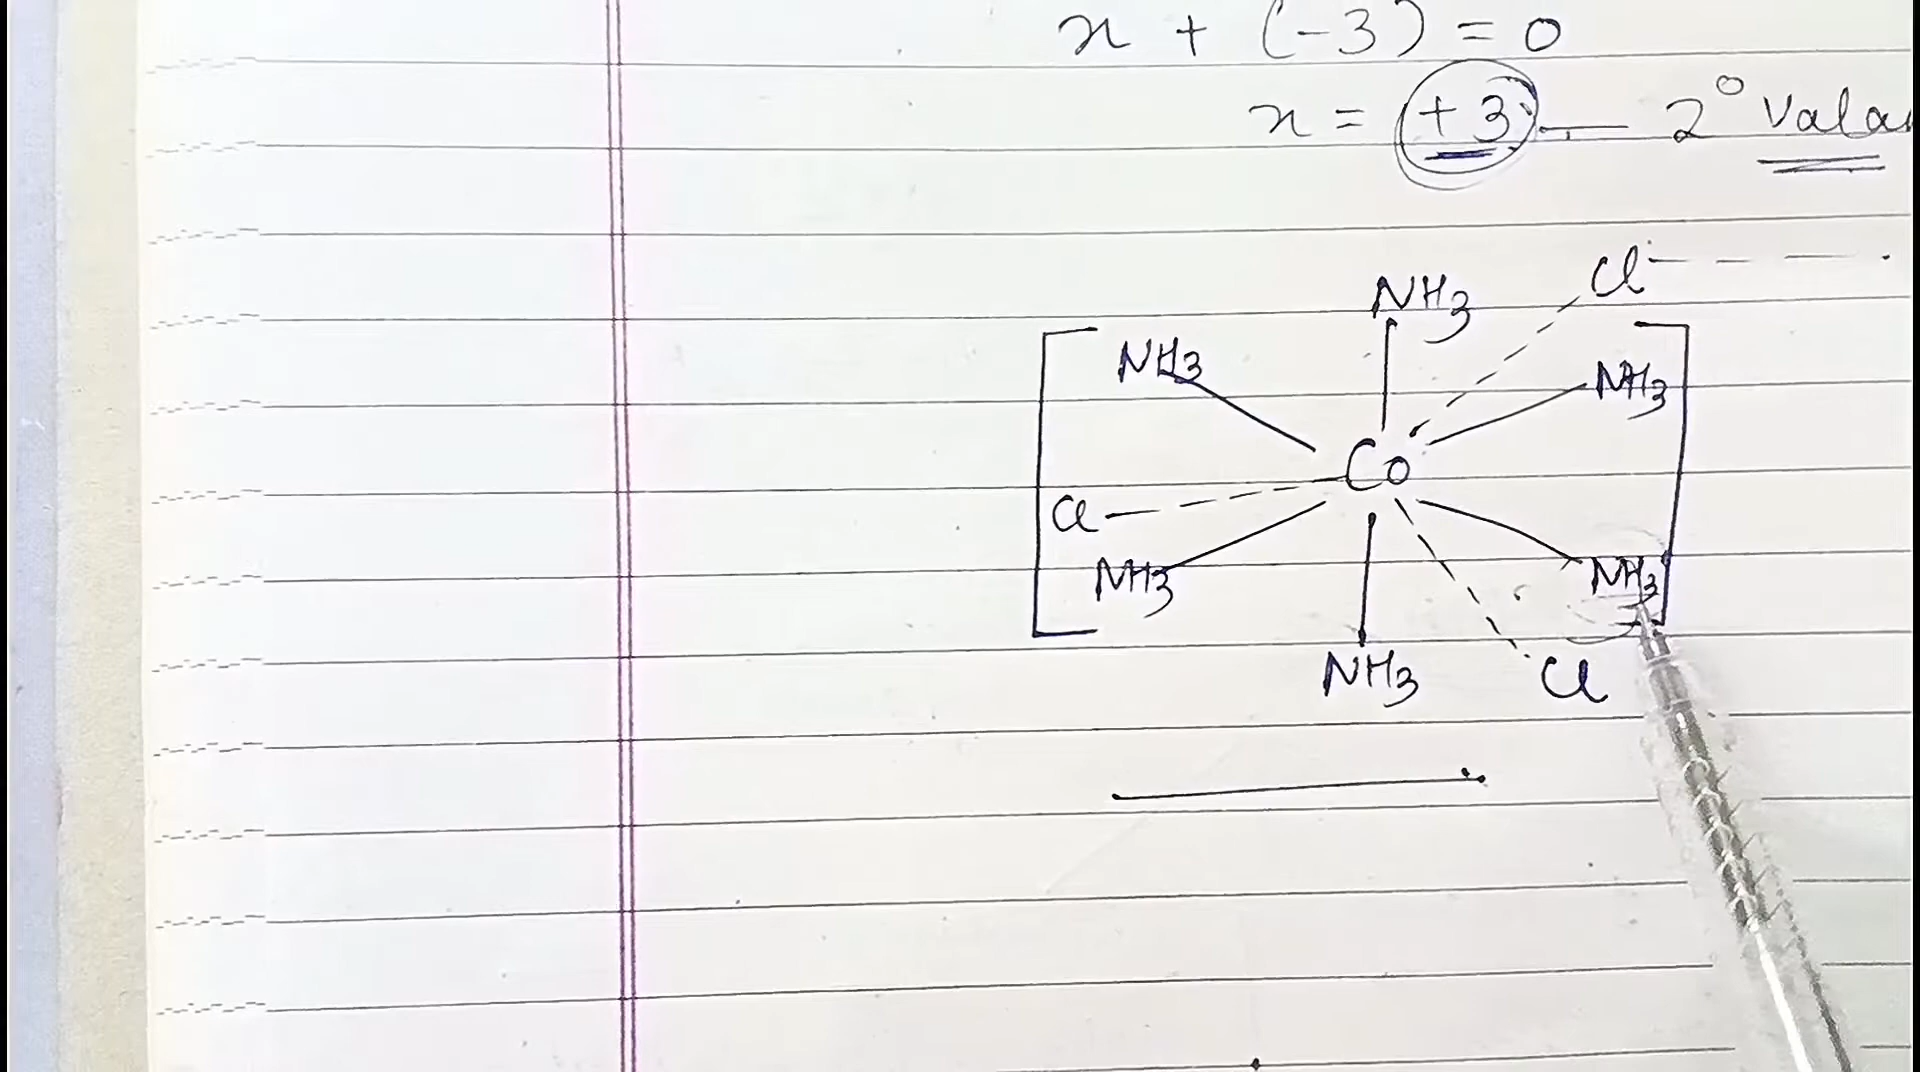 x + (-3) = 0
x = +3 — 2° vala
Cl
NH3
NH3 NH3
Co
Cl
NH3 NH3
NH3 Cl